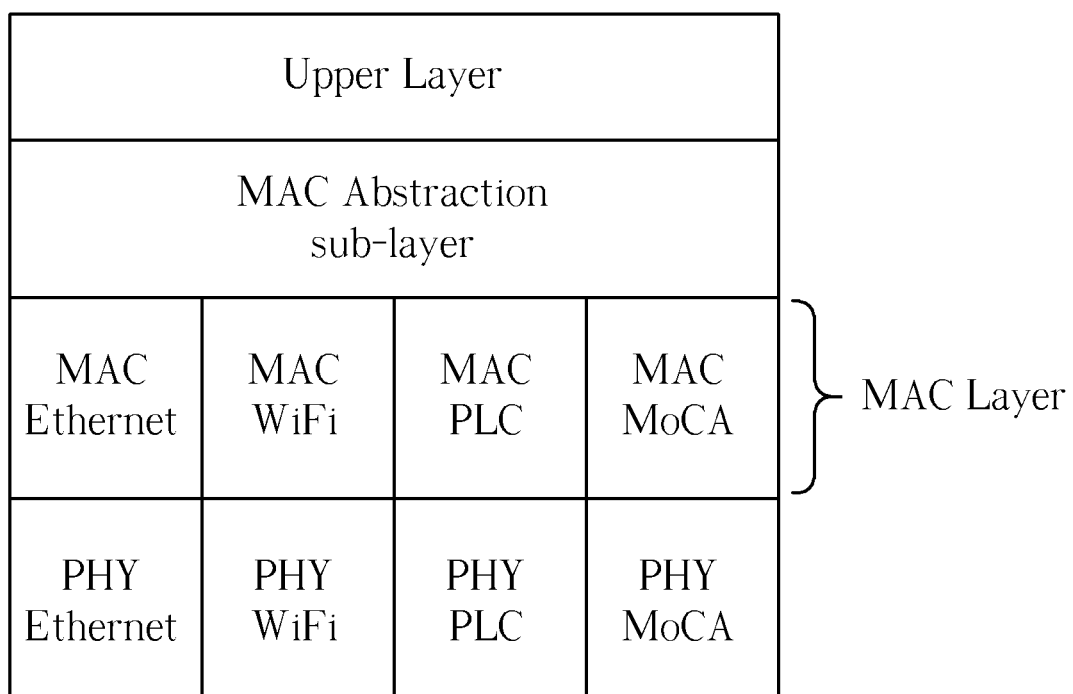 Upper Layer
MAC Abstraction
sub-layer
MAC
Ethernet
MAC
WiFi
MAC
PLC
MAC
MoCA
MAC Layer
PHY
Ethernet
PHY
WiFi
PHY
PLC
PHY
MoCA